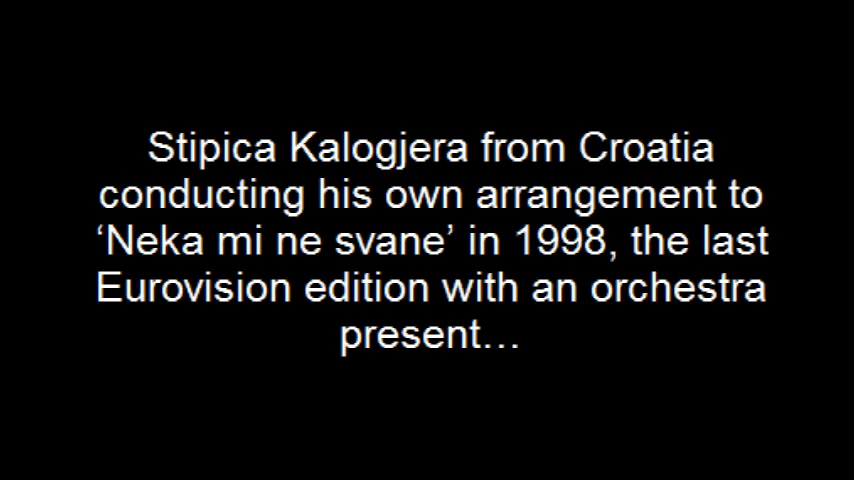 Stipica Kalogjera from Croatia
conducting his own arrangement to
‘Neka mi ne svane’ in 1998, the last
Eurovision edition with an orchestra
present…